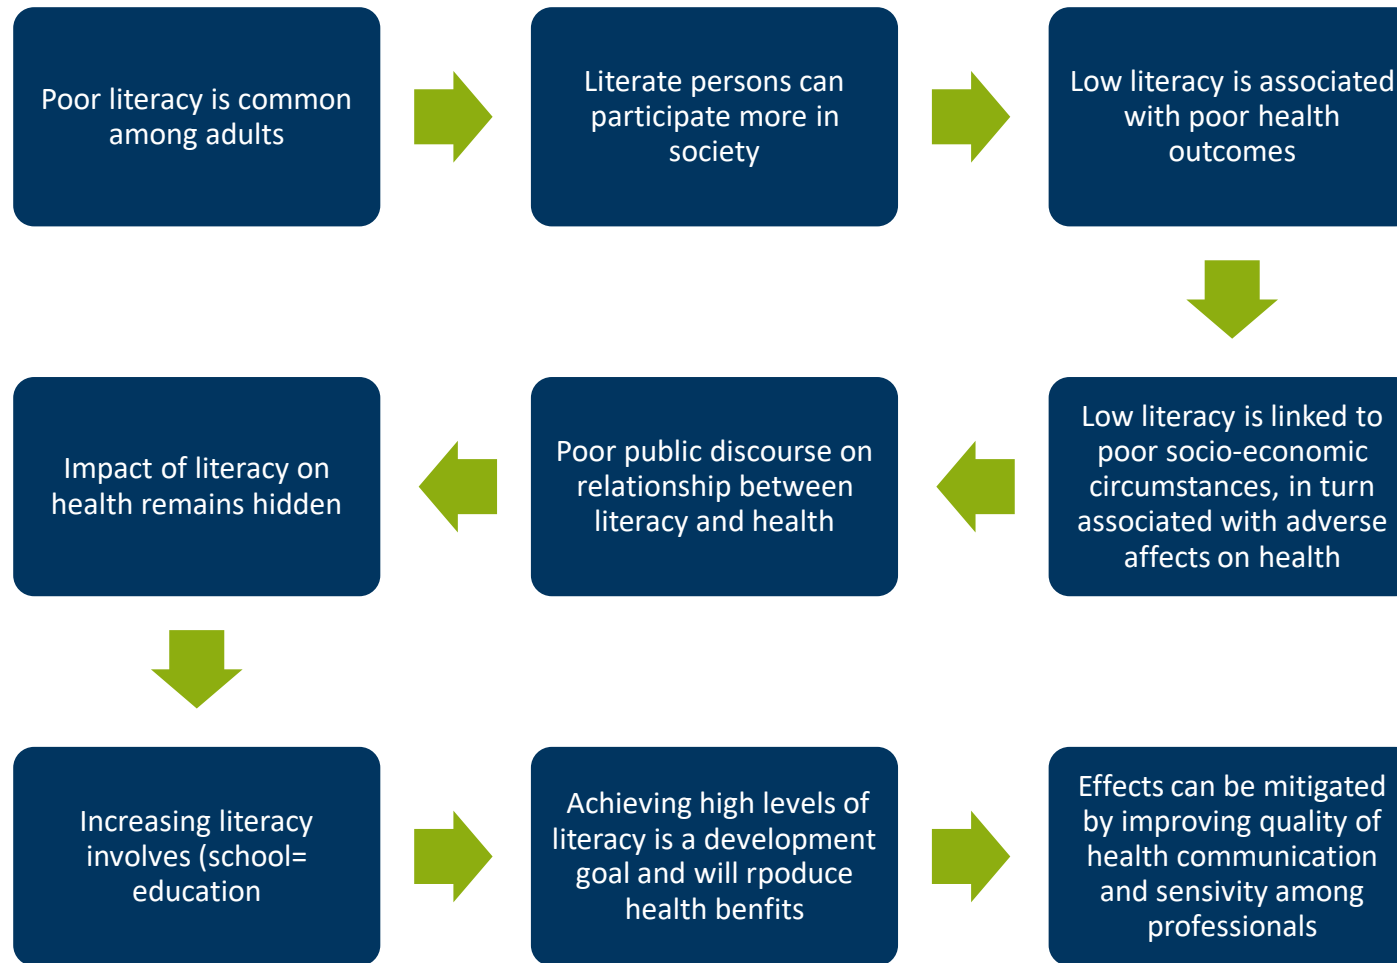 Poor literacy is common
among adults
Literate persons can
participate more in
society
Low literacy is associated
with poor health
outcomes
Low literacy is linked to
poor socio-economic
circumstances, in turn
associated with adverse
affects on health
Poor public discourse on
relationship between
literacy and health
Impact of literacy on
health remains hidden
Increasing literacy
involves (school=
education
Achieving high levels of
literacy is a development
goal and will rpoduce
health benfits
Effects can be mitigated
by improving quality of
health communication
and sensivity among
professionals